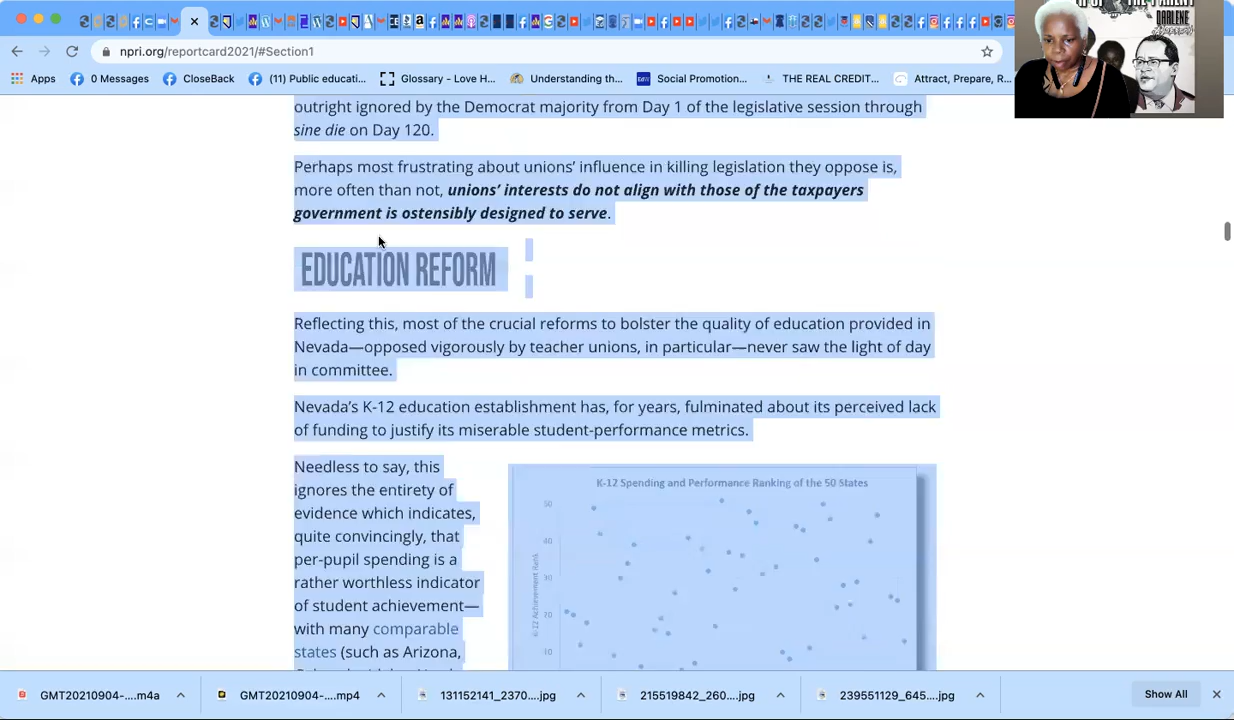 npri.org/reportcard2021/#Section1
Apps
0 Messages
CloseBack
(11) Public educati...
Glossary - Love H...
Understanding th...
Social Promotion...
THE REAL CREDIT...
Attract, Prepare, R...
DARLENE
outright ignored by the Democrat majority from Day 1 of the legislative session through
sine die on Day 120.
Perhaps most frustrating about unions’ influence in killing legislation they oppose is,
more often than not, unions’ interests do not align with those of the taxpayers
government is ostensibly designed to serve.
EDUCATION REFORM
Reflecting this, most of the crucial reforms to bolster the quality of education provided in
Nevada—opposed vigorously by teacher unions, in particular—never saw the light of day
in committee.
Nevada’s K-12 education establishment has, for years, fulminated about its perceived lack
of funding to justify its miserable student-performance metrics.
Needless to say, this
ignores the entirety of
evidence which indicates,
quite convincingly, that
per-pupil spending is a
rather worthless indicator
of student achievement—
with many comparable
states (such as Arizona,
K-12 Spending and Performance Ranking of the 50 States
50
40
30
20
10
K-12 Achievement Rank
GMT20210904-....m4a
GMT20210904-....mp4
131152141_2370....jpg
215519842_260....jpg
239551129_645....jpg
Show All